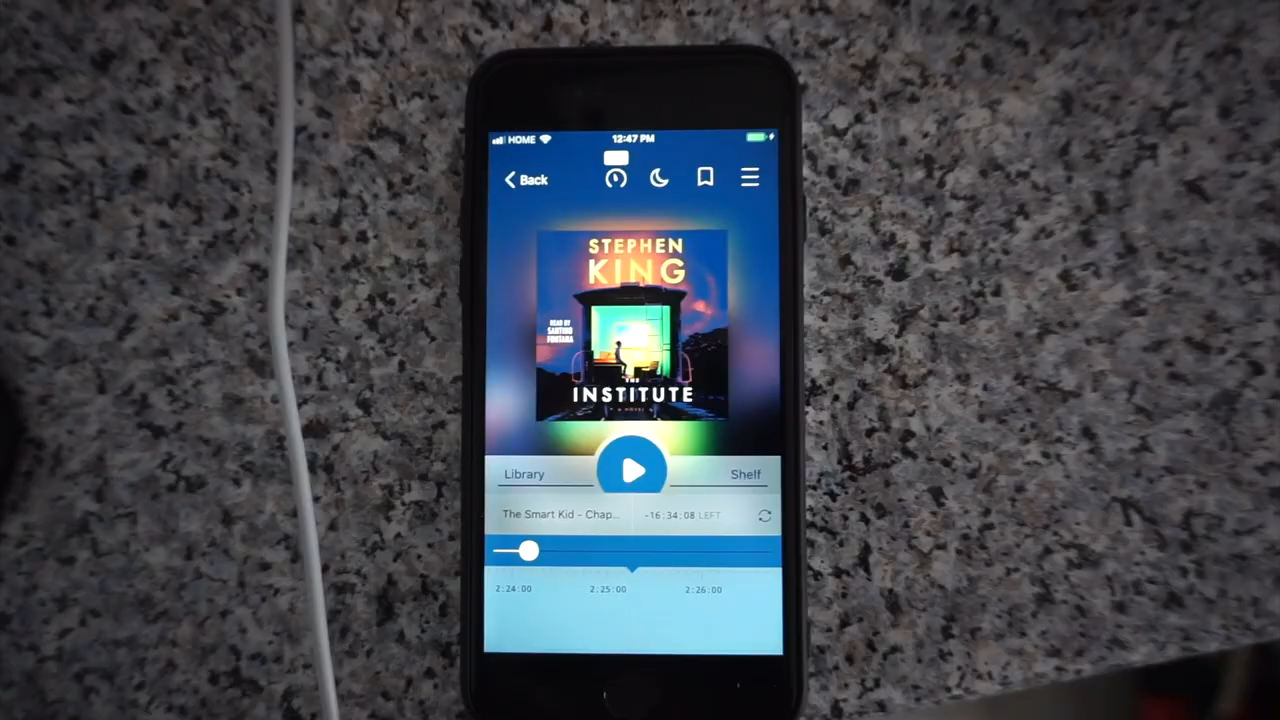 HOME 12:47 PM
Back
STEPHEN
KING
READ BY
SANTINO
FONTANA
THE
INSTITUTE
A NOVEL
Library Shelf
The Smart Kid - Chap... -16:34:08 LEFT
2:24:00 2:25:00 2:26:00